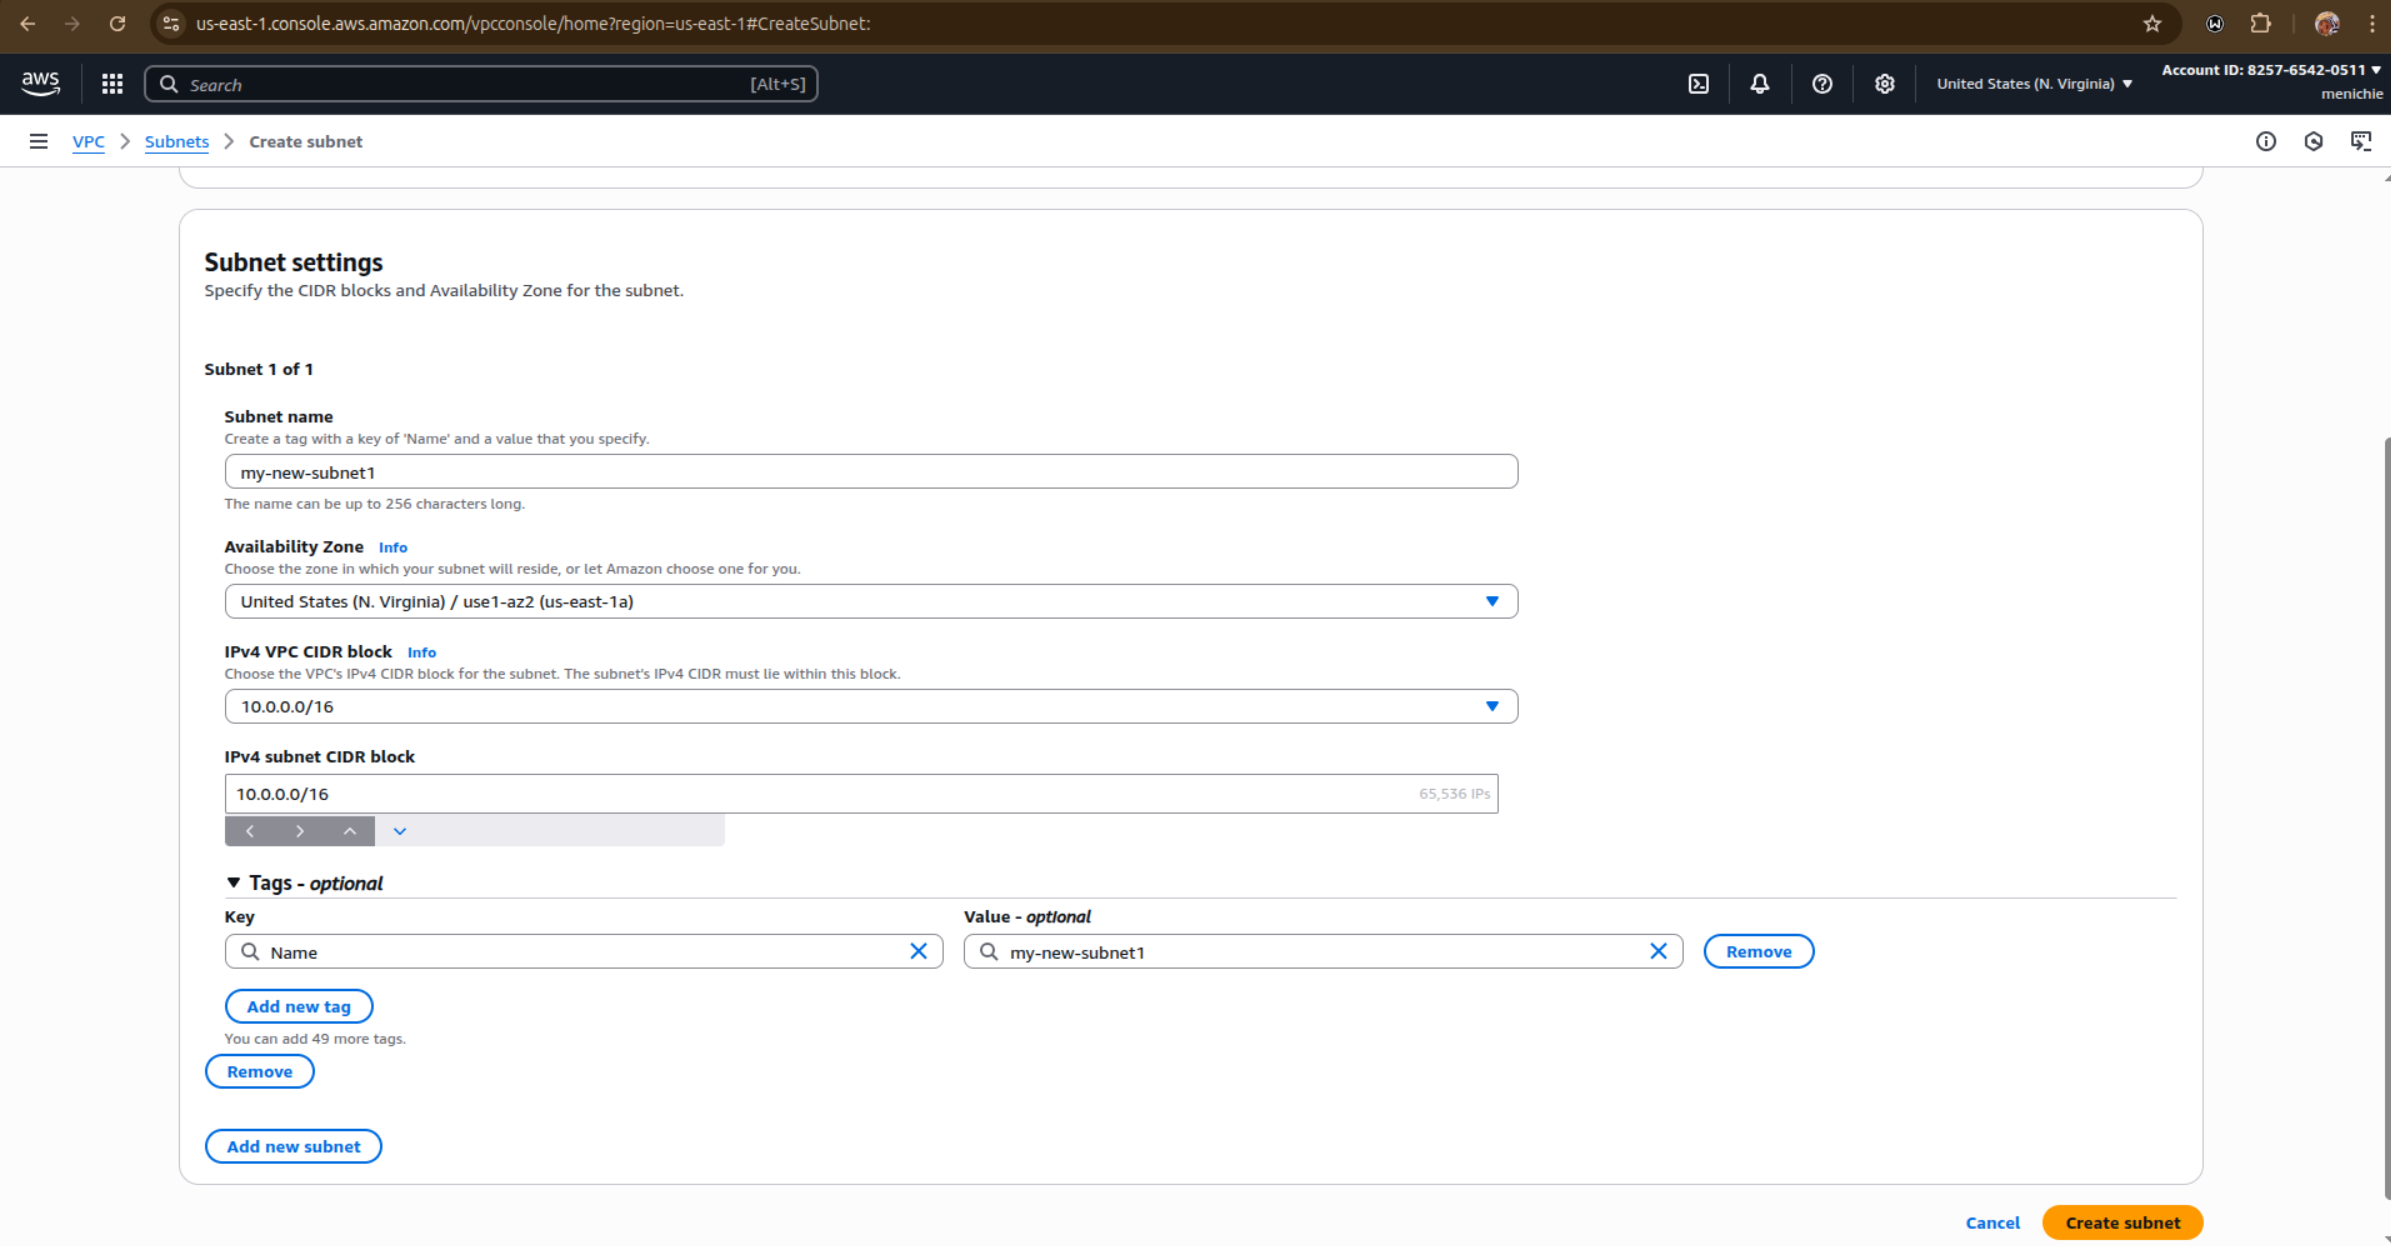 us-east-1.console.aws.amazon.com/vpcconsole/home?region=us-east-1#CreateSubnet:
aws Search [Alt+S] United States (N. Virginia) Account ID: 8257-6542-0511
menichie
VPC Subnets Create subnet
Subnet settings
Specify the CIDR blocks and Availability Zone for the subnet.
Subnet 1 of 1
Subnet name
Create a tag with a key of 'Name' and a value that you specify.
my-new-subnet1
The name can be up to 256 characters long.
Availability Zone Info
Choose the zone in which your subnet will reside, or let Amazon choose one for you.
United States (N. Virginia) / use1-az2 (us-east-1a)
IPv4 VPC CIDR block Info
Choose the VPC's IPv4 CIDR block for the subnet. The subnet's IPv4 CIDR must lie within this block.
10.0.0.0/16
IPv4 subnet CIDR block
10.0.0.0/16 65,536 IPs
Tags - optional
Key Value - optional
Name my-new-subnet1 Remove
Add new tag
You can add 49 more tags.
Remove
Add new subnet
Cancel Create subnet